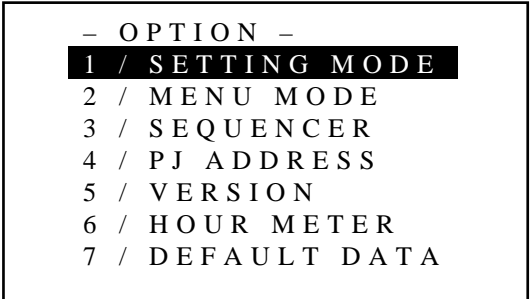 – OPTION –
1 / SETTING MODE
2 / MENU MODE
3 / SEQUENCER
4 / PJ ADDRESS
5 / VERSION
6 / HOUR METER
7 / DEFAULT DATA